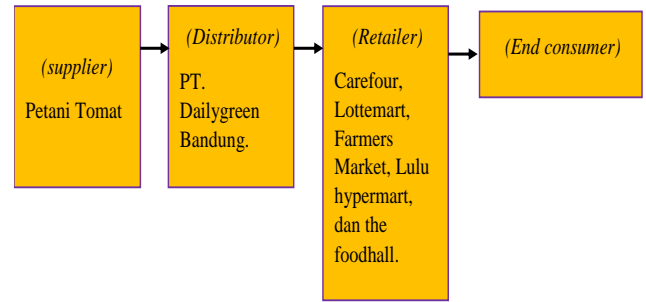 (supplier)
Petani Tomat
(Distributor)
PT.
Dailygreen
Bandung.
(Retailer)
Carefour,
Lottemart,
Farmers
Market, Lulu
hypermart,
dan the
foodhall.
(End consumer)